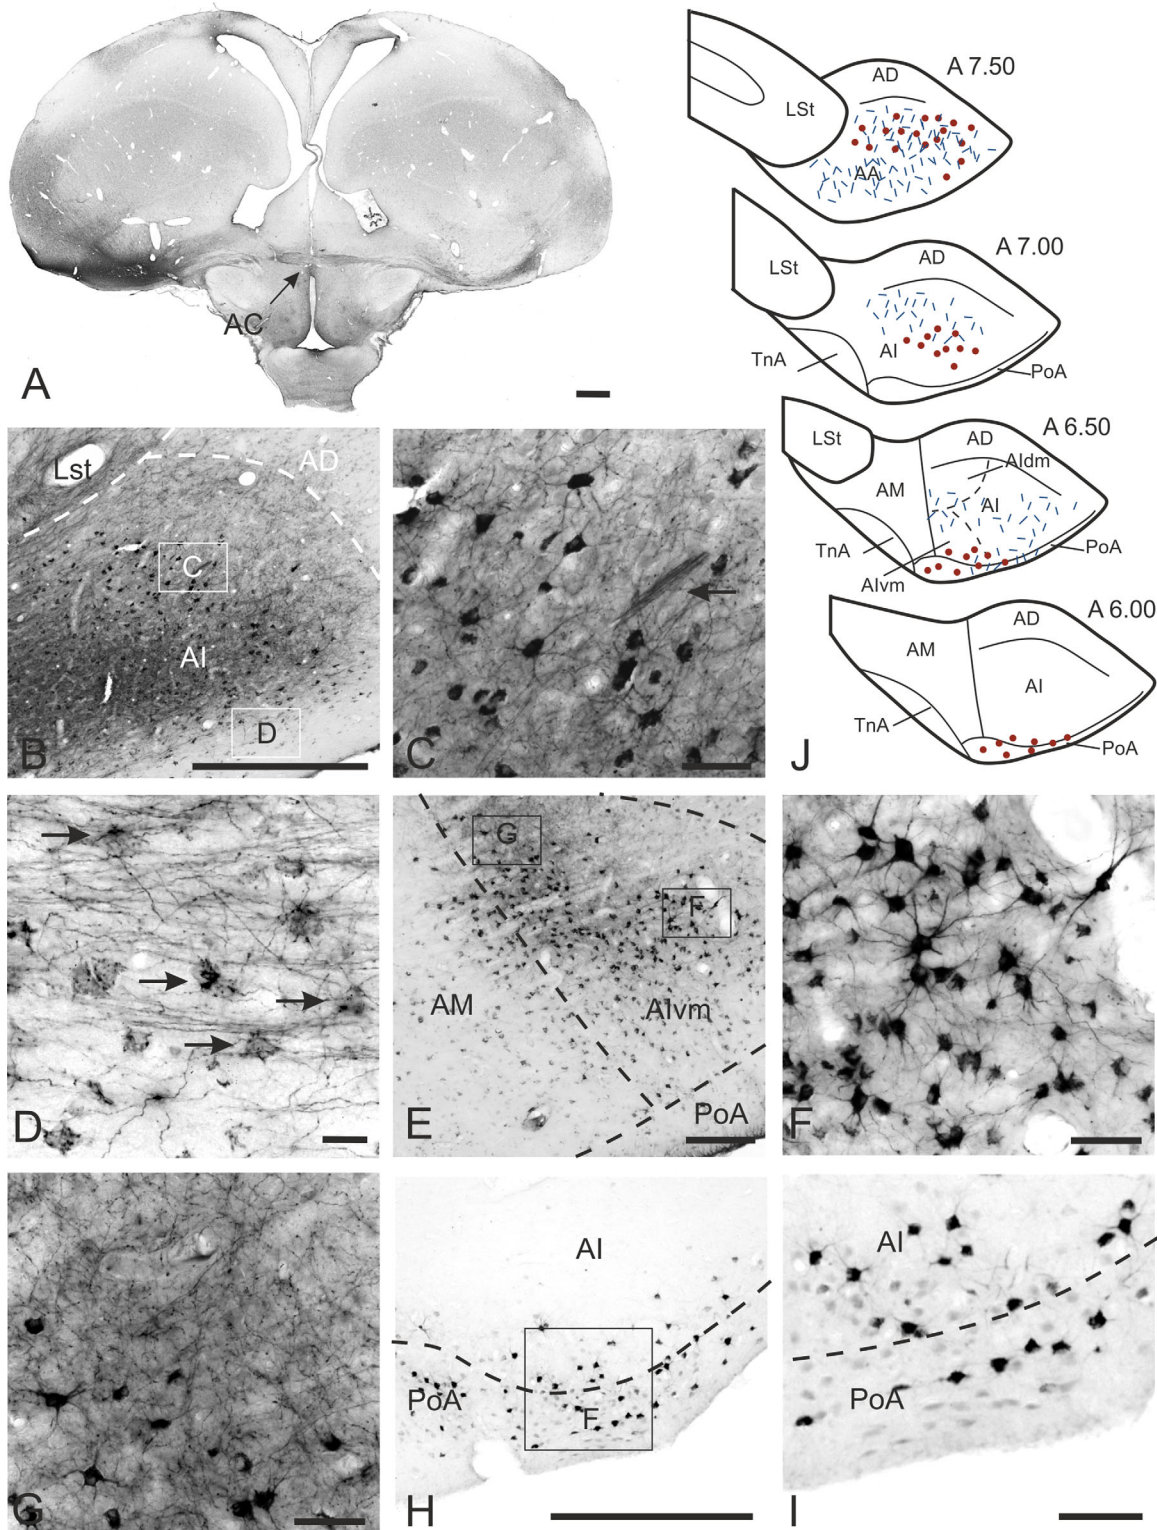 AC
A
LSt
AD
A 7.50
AA
LSt
AD
A 7.00
TnA
AI
PoA
LSt
AD
A 6.50
AIdm
AM
AI
TnA
PoA
AIvm
AD
A 6.00
AM
AI
TnA
PoA
J
Lst
AD
C
AI
D
B
C
D
G
F
AM
AIvm
PoA
E
F
G
AI
PoA
F
H
AI
PoA
I